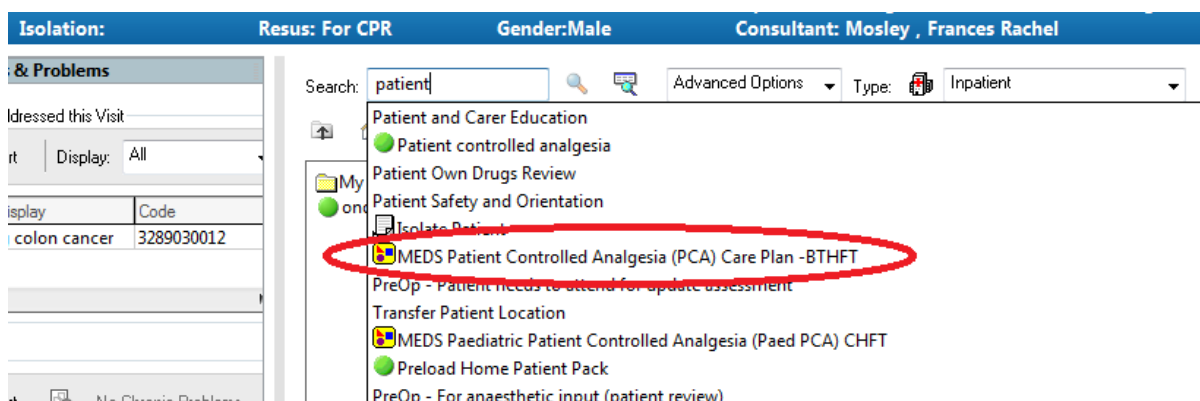 Isolation: Resus: For CPR Gender:Male Consultant: Mosley , Frances Rachel
& Problems
Search: patient Advanced Options Type: Inpatient
ldressed this Visit
Patient and Carer Education
Patient controlled analgesia
rt Display: All
Patient Own Drugs Review
My
Patient Safety and Orientation
isplay Code
Isolate Patient
colon cancer 3289030012
MEDS Patient Controlled Analgesia (PCA) Care Plan -BTHFT
PreOp - Patient needs to attend for update assessment
Transfer Patient Location
MEDS Paediatric Patient Controlled Analgesia (Paed PCA) CHFT
Preload Home Patient Pack
No Chronic Problems
PreOp - For anaesthetic input (patient review)